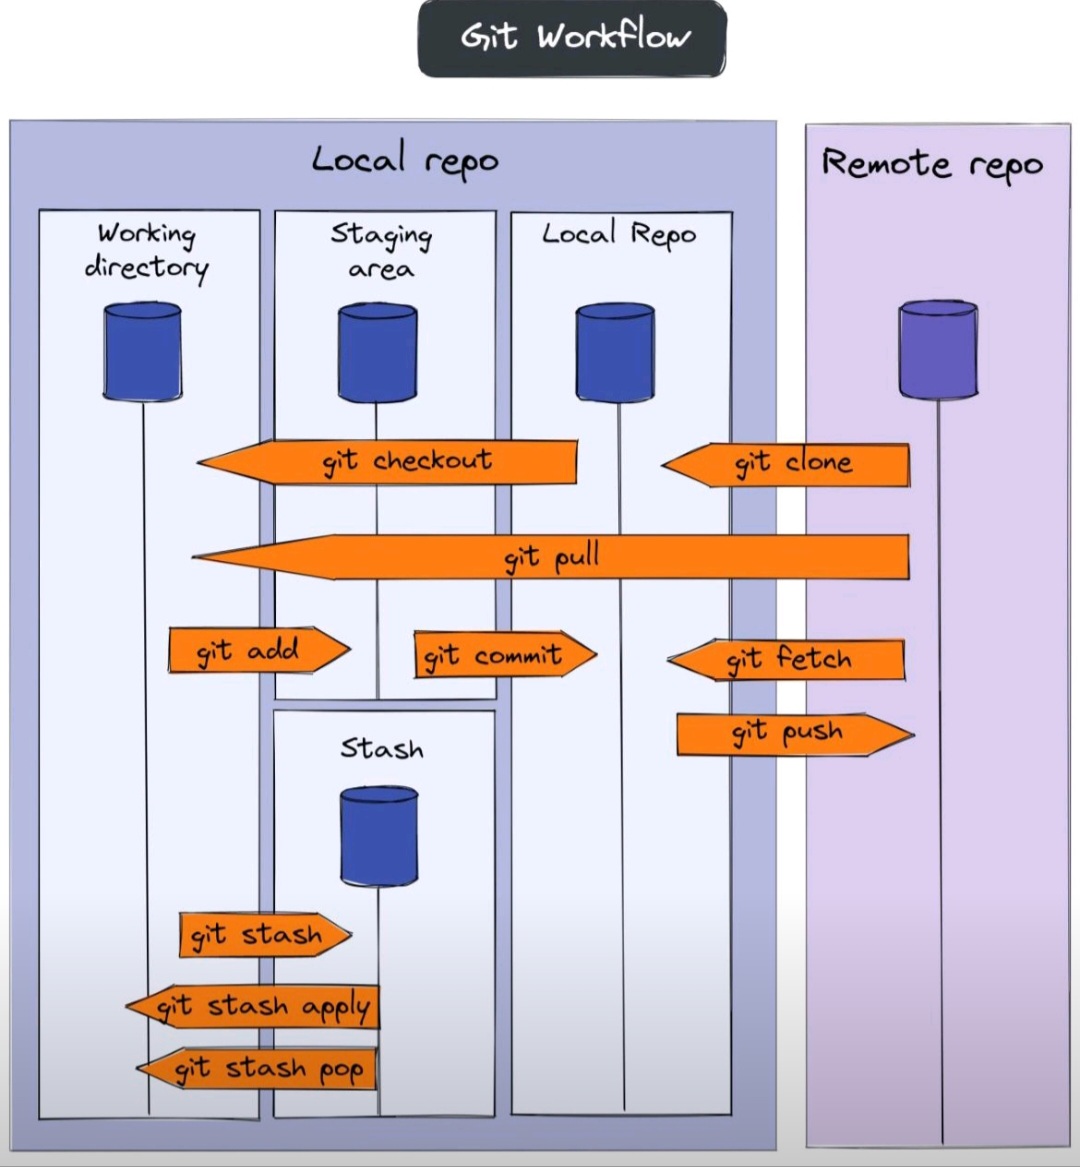 Git Workflow
Local repo
Remote repo
Working
directory
Staging
area
Local Repo
git checkout
git clone
git pull
git add
git commit
git fetch
git push
Stash
git stash
git stash apply
git stash pop